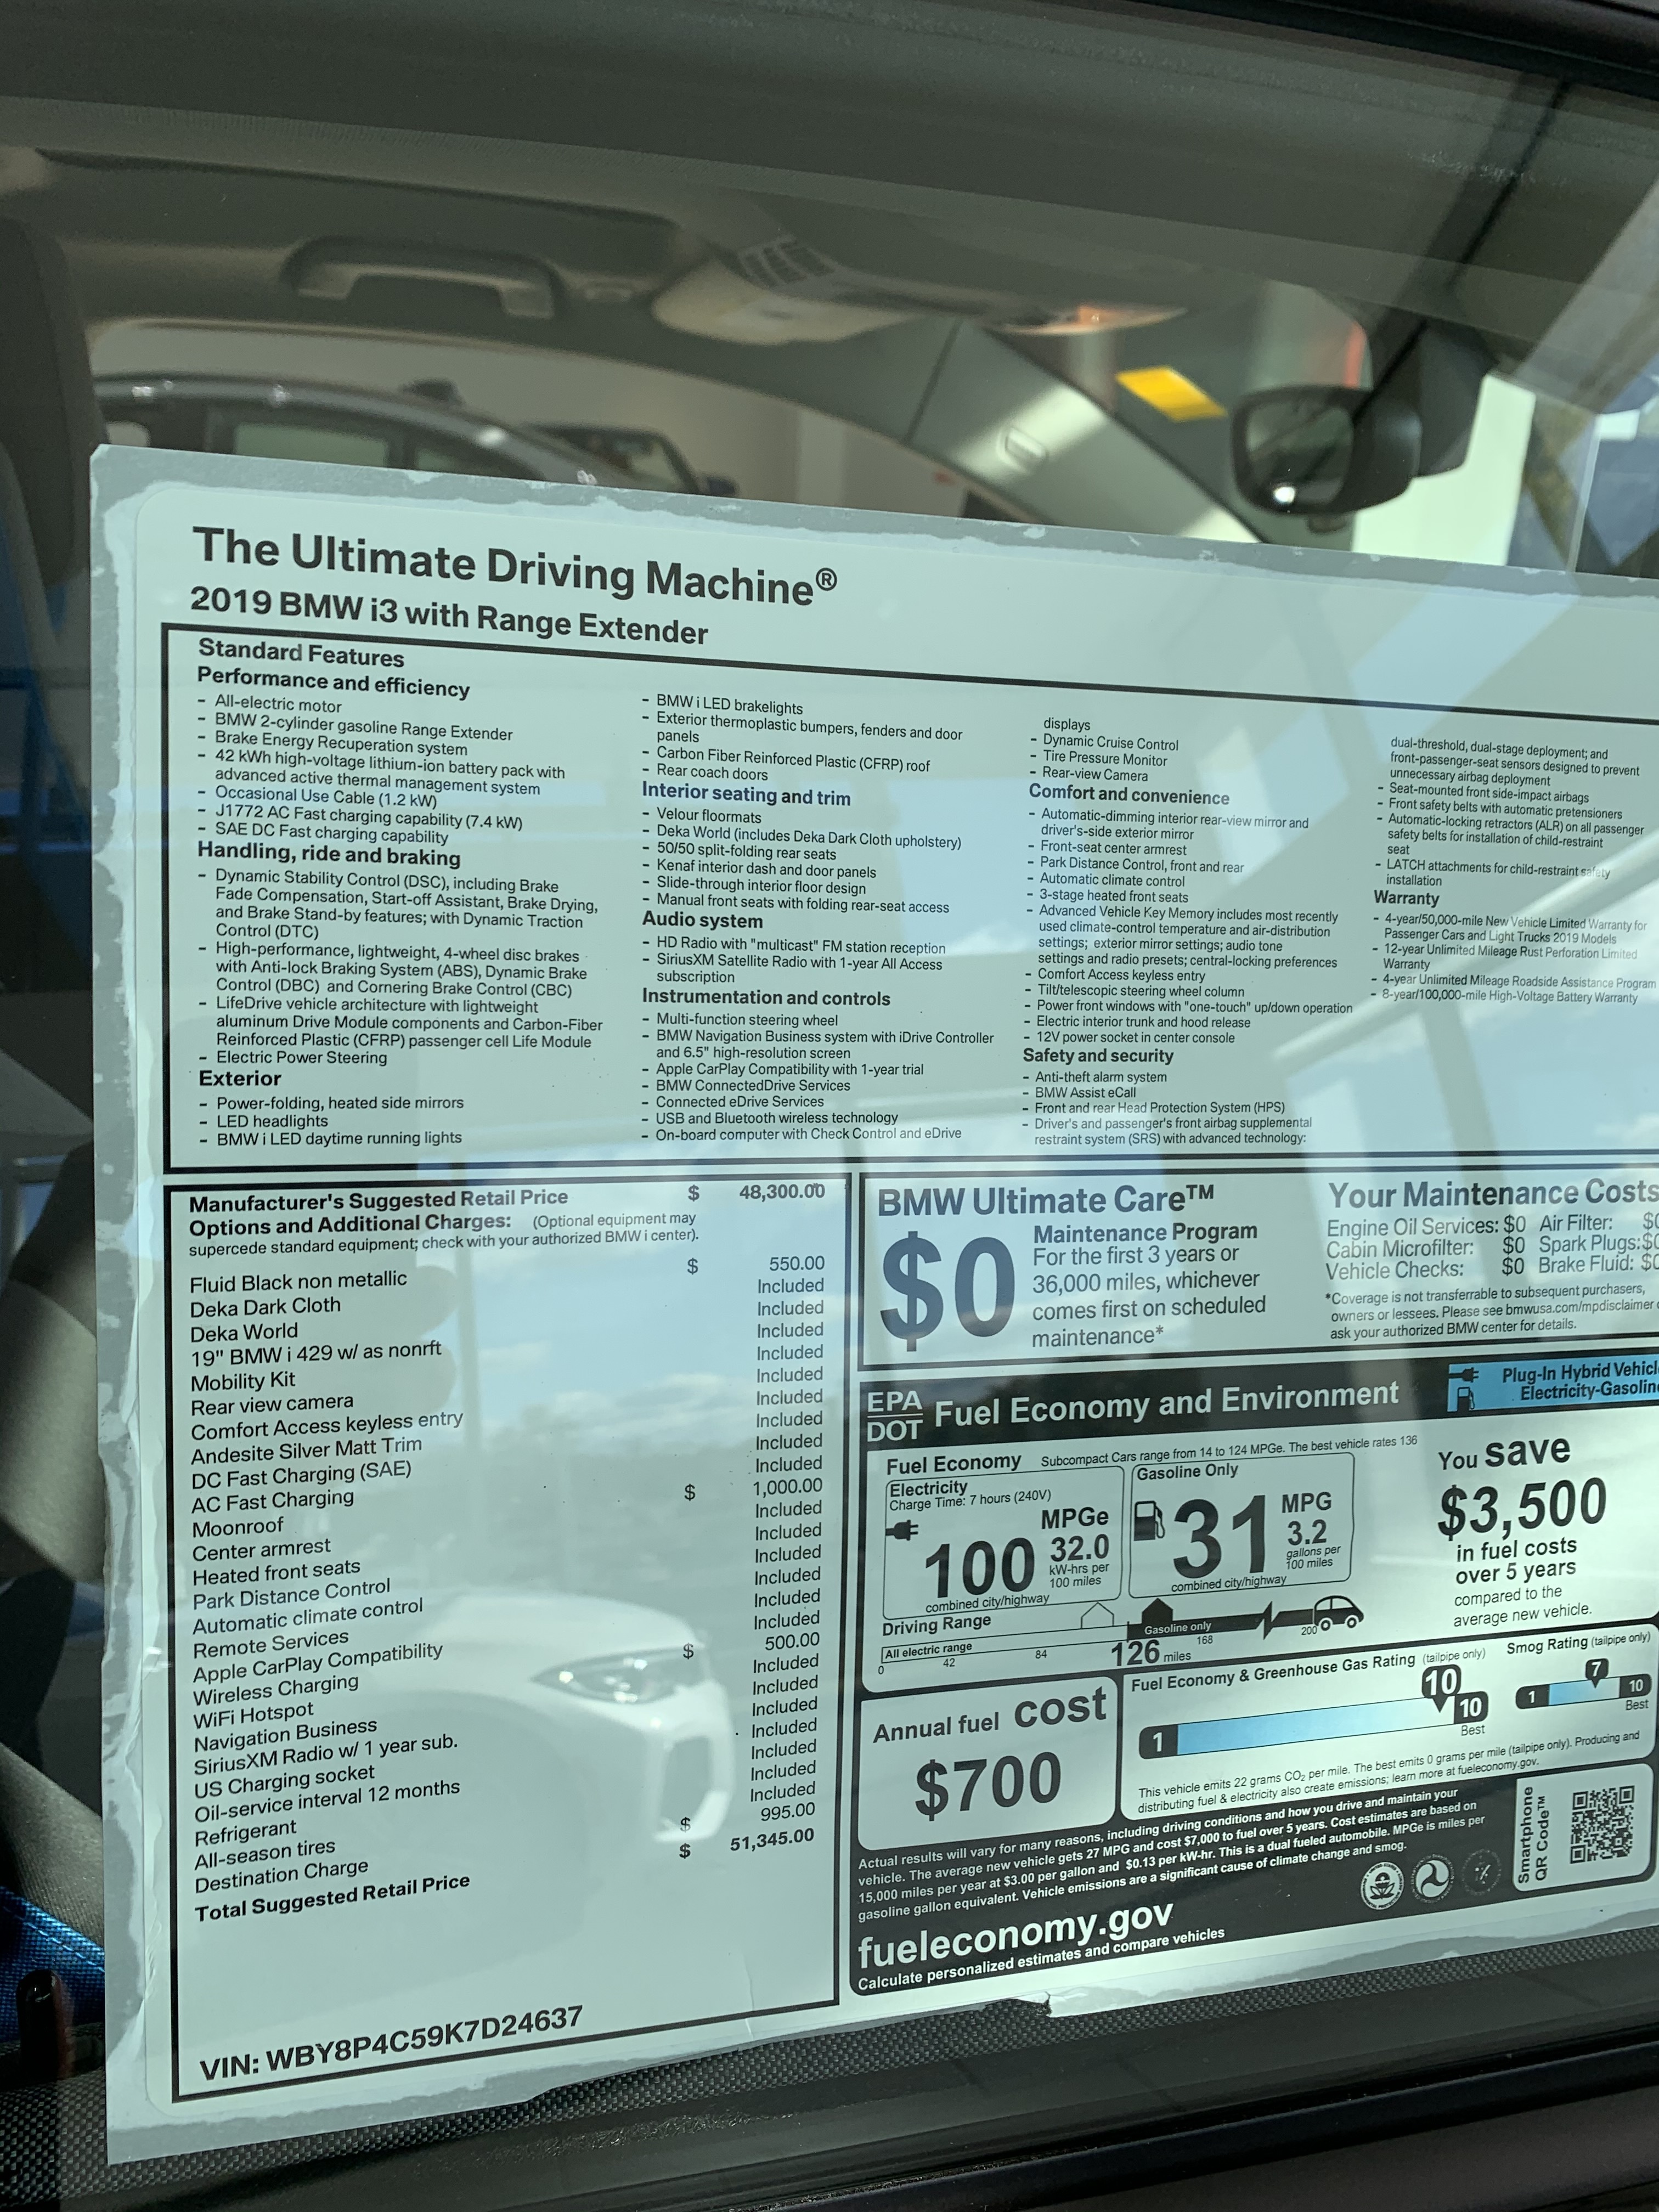 The Ultimate Driving Machine®
2019 BMW i3 with Range Extender
Standard Features
Performance and efficiency
- All-electric motor
- BMW 2-cylinder gasoline Range Extender
- Brake Energy Recuperation system
- 42 kWh high-voltage lithium-ion battery pack with
advanced active thermal management system
- Occasional Use Cable (1.2 kW)
- J1772 AC Fast charging capability (7.4 kW)
- SAE DC Fast charging capability
Handling, ride and braking
- Dynamic Stability Control (DSC), including Brake
Fade Compensation, Start-off Assistant, Brake Drying,
and Brake Stand-by features; with Dynamic Traction
Control (DTC)
- High-performance, lightweight, 4-wheel disc brakes
with Anti-lock Braking System (ABS), Dynamic Brake
Control (DBC) and Cornering Brake Control (CBC)
- LifeDrive vehicle architecture with lightweight
aluminum Drive Module components and Carbon-Fiber
Reinforced Plastic (CFRP) passenger cell Life Module
- Electric Power Steering
Exterior
- Power-folding, heated side mirrors
- LED headlights
- BMW i LED daytime running lights
- BMW i LED brakelights
- Exterior thermoplastic bumpers, fenders and door
panels
- Carbon Fiber Reinforced Plastic (CFRP) roof
- Rear coach doors
Interior seating and trim
- Velour floormats
- Deka World (includes Deka Dark Cloth upholstery)
- 50/50 split-folding rear seats
- Kenaf interior dash and door panels
- Slide-through interior floor design
- Manual front seats with folding rear-seat access
Audio system
- HD Radio with "multicast" FM station reception
- SiriusXM Satellite Radio with 1-year All Access
subscription
Instrumentation and controls
- Multi-function steering wheel
- BMW Navigation Business system with iDrive Controller
and 6.5" high-resolution screen
- Apple CarPlay Compatibility with 1-year trial
- BMW ConnectedDrive Services
- Connected eDrive Services
- USB and Bluetooth wireless technology
- On-board computer with Check Control and eDrive
displays
- Dynamic Cruise Control
- Tire Pressure Monitor
- Rear-view Camera
Comfort and convenience
- Automatic-dimming interior rear-view mirror and
driver's-side exterior mirror
- Front-seat center armrest
- Park Distance Control, front and rear
- Automatic climate control
- 3-stage heated front seats
- Advanced Vehicle Key Memory includes most recently
used climate-control temperature and air-distribution
settings; exterior mirror settings; audio tone
settings and radio presets; central-locking preferences
- Comfort Access keyless entry
- Tilt/telescopic steering wheel column
- Power front windows with "one-touch" up/down operation
- Electric interior trunk and hood release
- 12V power socket in center console
Safety and security
- Anti-theft alarm system
- BMW Assist eCall
- Front and rear Head Protection System (HPS)
- Driver's and passenger's front airbag supplemental
restraint system (SRS) with advanced technology:
dual-threshold, dual-stage deployment; and
front-passenger-seat sensors designed to prevent
unnecessary airbag deployment
- Seat-mounted front side-impact airbags
- Front safety belts with automatic pretensioners
- Automatic-locking retractors (ALR) on all passenger
safety belts for installation of child-restraint
seat
- LATCH attachments for child-restraint safety
installation
Warranty
- 4-year/50,000-mile New Vehicle Limited Warranty for
Passenger Cars and Light Trucks 2019 Models
- 12-year Unlimited Mileage Rust Perforation Limited
Warranty
- 4-year Unlimited Mileage Roadside Assistance Program
- 8-year/100,000-mile High-Voltage Battery Warranty
Manufacturer's Suggested Retail Price $ 48,300.00
Options and Additional Charges: (Optional equipment may
supercede standard equipment; check with your authorized BMW i center).
Fluid Black non metallic $ 550.00
Deka Dark Cloth Included
Deka World Included
19" BMW i 429 w/ as nonrft Included
Mobility Kit Included
Rear view camera Included
Comfort Access keyless entry Included
Andesite Silver Matt Trim Included
DC Fast Charging (SAE) Included
AC Fast Charging Included
Moonroof $ 1,000.00
Center armrest Included
Heated front seats Included
Park Distance Control Included
Automatic climate control Included
Remote Services Included
Apple CarPlay Compatibility Included
Wireless Charging $ 500.00
WiFi Hotspot Included
Navigation Business Included
SiriusXM Radio w/ 1 year sub. Included
US Charging socket Included
Oil-service interval 12 months Included
Refrigerant Included
All-season tires Included
Destination Charge $ 995.00
Total Suggested Retail Price $ 51,345.00
VIN: WBY8P4C59K7D24637
BMW Ultimate Care™
$0
Maintenance Program
For the first 3 years or
36,000 miles, whichever
comes first on scheduled
maintenance*
Your Maintenance Costs
Engine Oil Services: $0 Air Filter:
Cabin Microfilter: $0 Spark Plugs:
Vehicle Checks: $0 Brake Fluid:
*Coverage is not transferrable to subsequent purchasers,
owners or lessees. Please see bmwusa.com/mpdisclaimer
ask your authorized BMW center for details.
EPA
DOT
Fuel Economy and Environment
Plug-In Hybrid
Electricity-Gasoline
Fuel Economy Subcompact Cars range from 14 to 124 MPGe. The best vehicle rates 136
Electricity
Charge Time: 7 hours (240V)
100 MPGe
32.0
kW-hrs per
100 miles
combined city/highway
Gasoline Only
31 MPG
3.2
gallons per
100 miles
combined city/highway
You save
$3,500
in fuel costs
over 5 years
compared to the
average new vehicle.
Driving Range
All electric range
Gasoline only
0 42 84 126 miles 168 200
Annual fuel cost
$700
Fuel Economy & Greenhouse Gas Rating (tailpipe only)
1 10 10
Best
Smog Rating (tailpipe only)
1 7 10
Best
This vehicle emits 22 grams CO₂ per mile. The best emits 0 grams per mile (tailpipe only). Producing and
distributing fuel & electricity also create emissions; learn more at fueleconomy.gov.
Actual results will vary for many reasons, including driving conditions and how you drive and maintain your
vehicle. The average new vehicle gets 27 MPG and cost $7,000 to fuel over 5 years. Cost estimates are based on
15,000 miles per year at $3.00 per gallon and $0.13 per kW-hr. This is a dual fueled automobile. MPGe is miles per
gasoline gallon equivalent. Vehicle emissions are a significant cause of climate change and smog.
fueleconomy.gov
Calculate personalized estimates and compare vehicles
Smartphone
QR Code™